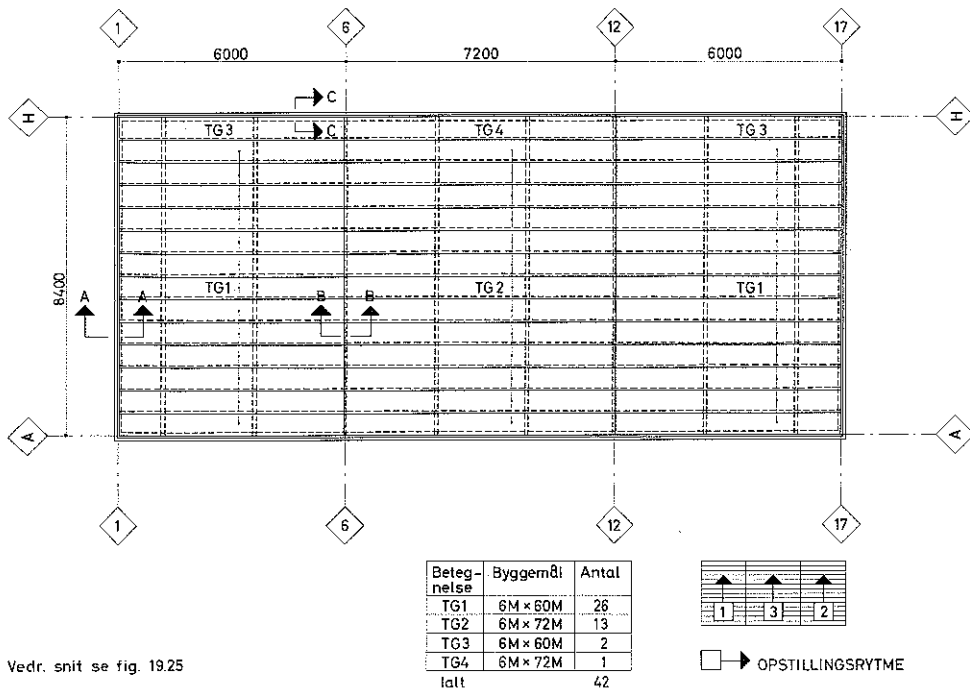 1 6 12 17
6000 7200 6000
C
H TG3 C TG4 TG3 H
8400
A A TG1 B B TG2 TG1
A A
1 6 12 17
Beteg-nelse Byggemål Antal
TG1 6M × 60M 26
TG2 6M × 72M 13
TG3 6M × 60M 2
TG4 6M × 72M 1
Ialt 42
1 3 2
Vedr. snit se fig. 19.25
OPSTILLINGSRYTME